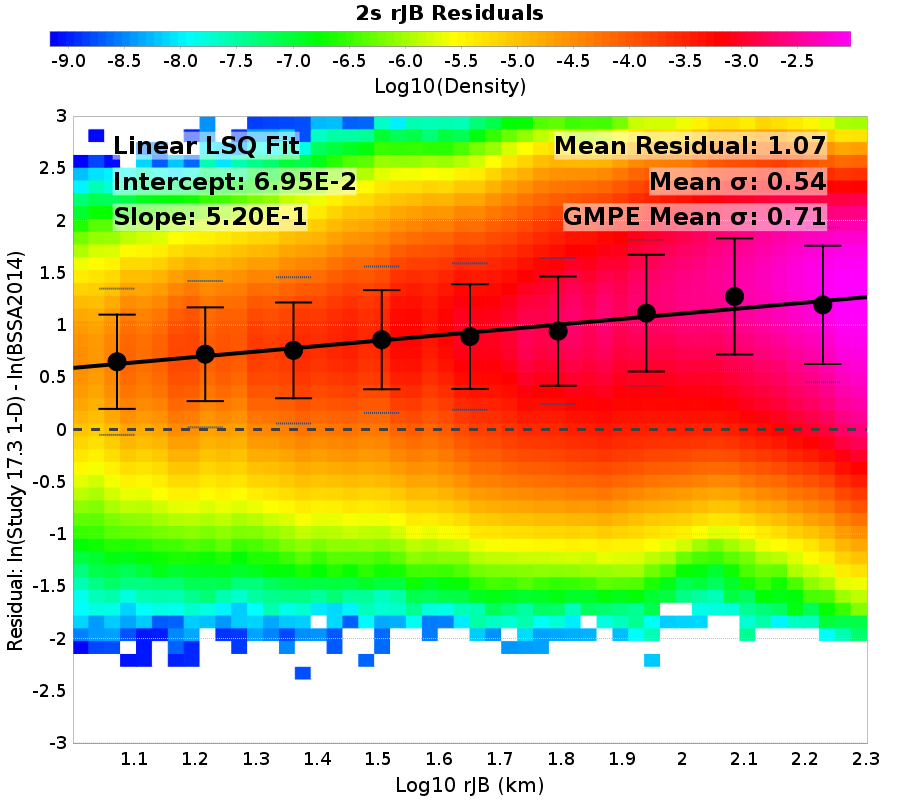 2s rJB Residuals
-9.0 -8.5 -8.0 -7.5 -7.0 -6.5 -6.0 -5.5 -5.0 -4.5 -4.0 -3.5 -3.0 -2.5
Log10(Density)
Linear LSQ Fit
Intercept: 6.95E-2
Slope: 5.20E-1
Mean Residual: 1.07
Mean σ: 0.54
GMPE Mean σ: 0.71
Residual: ln(Study 17.3 1-D) - ln(BSSA2014)
3
2.5
2
1.5
1
0.5
0
-0.5
-1
-1.5
-2
-2.5
-3
1.1 1.2 1.3 1.4 1.5 1.6 1.7 1.8 1.9 2 2.1 2.2 2.3
Log10 rJB (km)